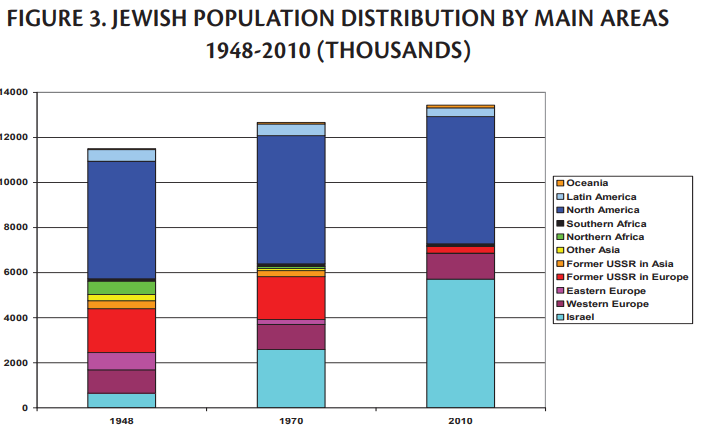 FIGURE 3. JEWISH POPULATION DISTRIBUTION BY MAIN AREAS
1948-2010 (THOUSANDS)
14000
12000
10000
8000
6000
4000
2000
0
1948
1970
2010
Oceania
Latin America
North America
Southern Africa
Northern Africa
Other Asia
Former USSR in Asia
Former USSR in Europe
Eastern Europe
Western Europe
Israel